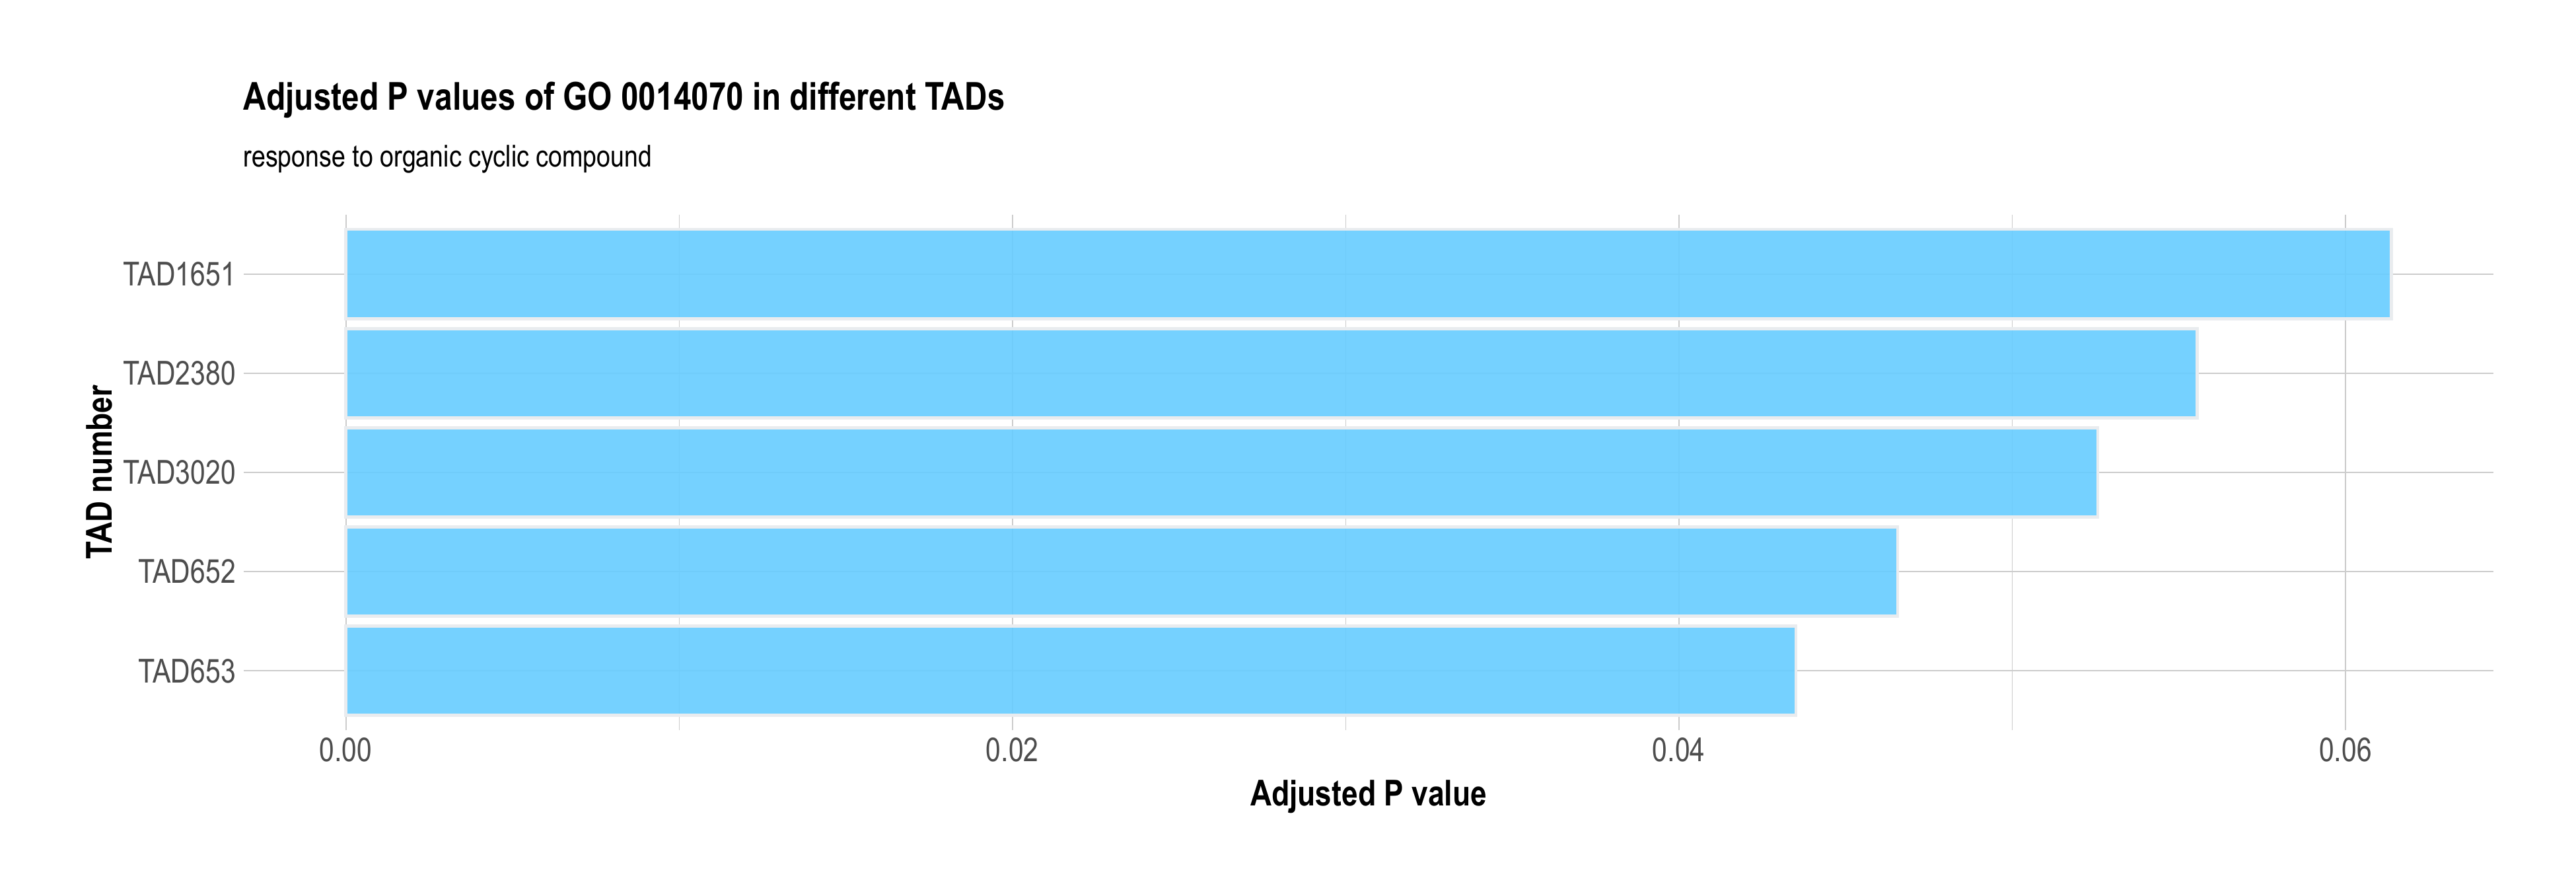 Adjusted P values of GO 0014070 in different TADs
response to organic cyclic compound
TAD number
TAD1651
TAD2380
TAD3020
TAD652
TAD653
0.00 0.02 0.04 0.06
Adjusted P value